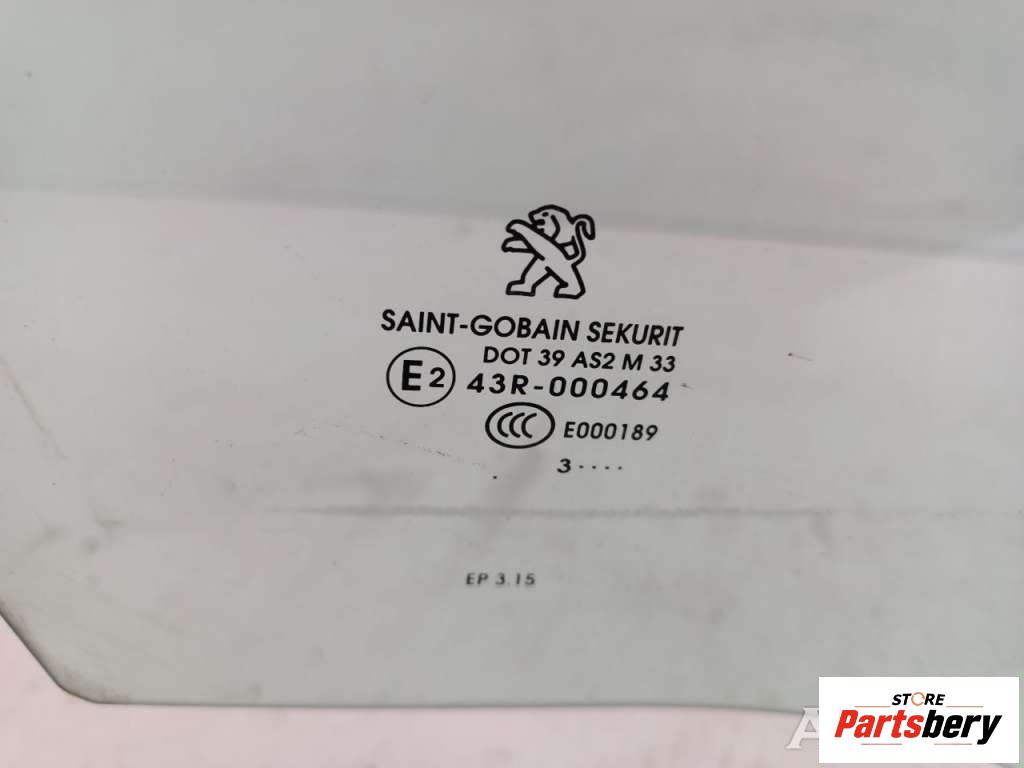 SAINT-GOBAIN SEKURIT
DOT 39 AS2 M 33
E2 43R-000464
CCC E000189
3····
EP 3.15
STORE
Partsbery